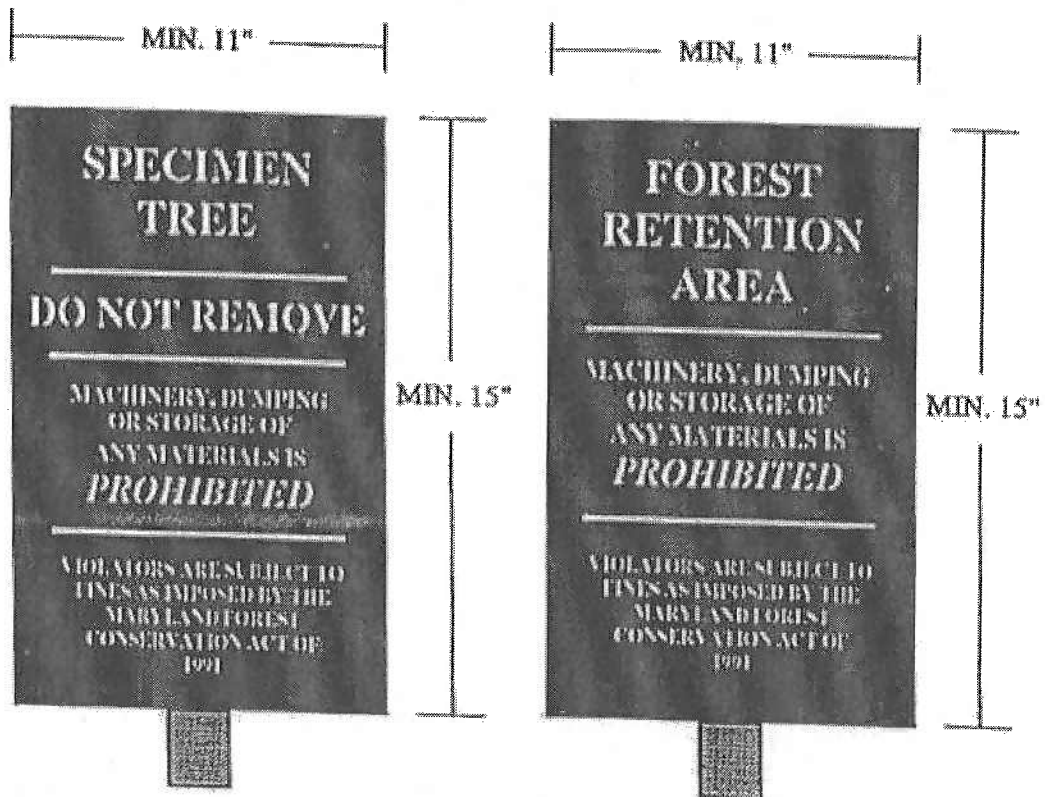 MIN. 11"
SPECIMEN
TREE
DO NOT REMOVE
MACHINERY, DUMPING
OR STORAGE OF
ANY MATERIALS IS
PROHIBITED
VIOLATORS ARE SUBJECT TO
FINES AS IMPOSED BY THE
MARYLAND FOREST
CONSERVATION ACT OF
1991
MIN. 15"
MIN. 11"
FOREST
RETENTION
AREA
MACHINERY, DUMPING
OR STORAGE OF
ANY MATERIALS IS
PROHIBITED
VIOLATORS ARE SUBJECT TO
FINES AS IMPOSED BY THE
MARYLAND FOREST
CONSERVATION ACT OF
1991
MIN. 15"